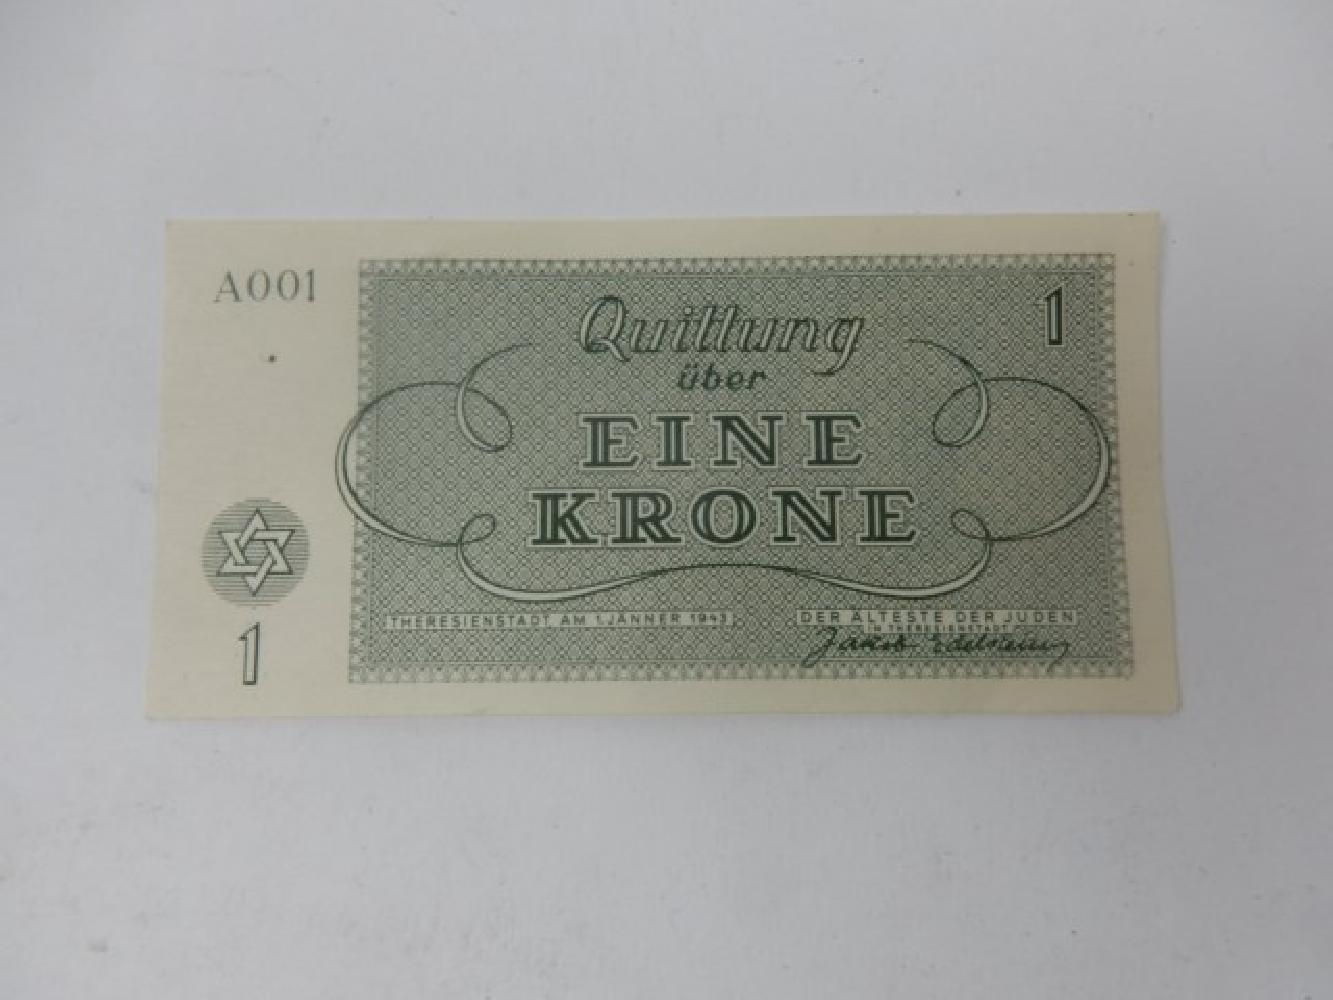 A001
1
Quittung
über
EINE
KRONE
THERESIENSTADT, AM 1. JÄNNER 1943
DER ÄLTESTE DER JUDEN
IN THERESIENSTADT
Jakob Edelstein
1